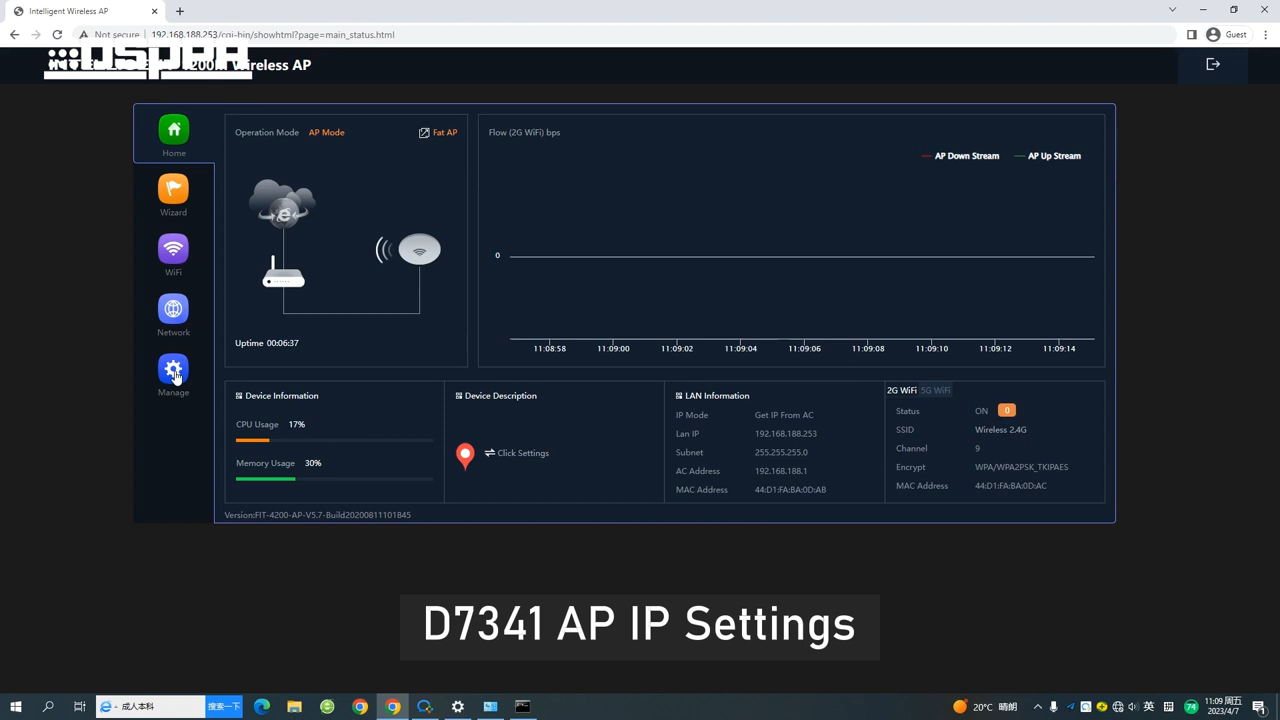 Intelligent Wireless AP
Not secure
192.168.188.253/cgi-bin/showhtml?page=main_status.html
Guest
Wireless AP
Home
Wizard
WiFi
Network
Manage
Operation Mode AP Mode
Fat AP
Uptime 00:06:37
Flow (2G WiFi) bps
AP Down Stream
AP Up Stream
0
11:08:58 11:09:00 11:09:02 11:09:04 11:09:06 11:09:08 11:09:10 11:09:12 11:09:14
Device Information
CPU Usage 17%
Memory Usage 30%
Device Description
Click Settings
LAN Information
IP Mode Get IP From AC
Lan IP 192.168.188.253
Subnet 255.255.255.0
AC Address 192.168.188.1
MAC Address 44:D1:FA:BA:0D:AB
2G WiFi 5G WiFi
Status ON 0
SSID Wireless 2.4G
Channel 9
Encrypt WPA/WPA2PSK_TKIPAES
MAC Address 44:D1:FA:BA:0D:AC
Version:FIT-4200-AP-V5.7-Build20200811101845
D7341 AP IP Settings
成人本科
搜索一下
20°C 晴朗
英
拼
74
11:09 周五
2023/4/7
1